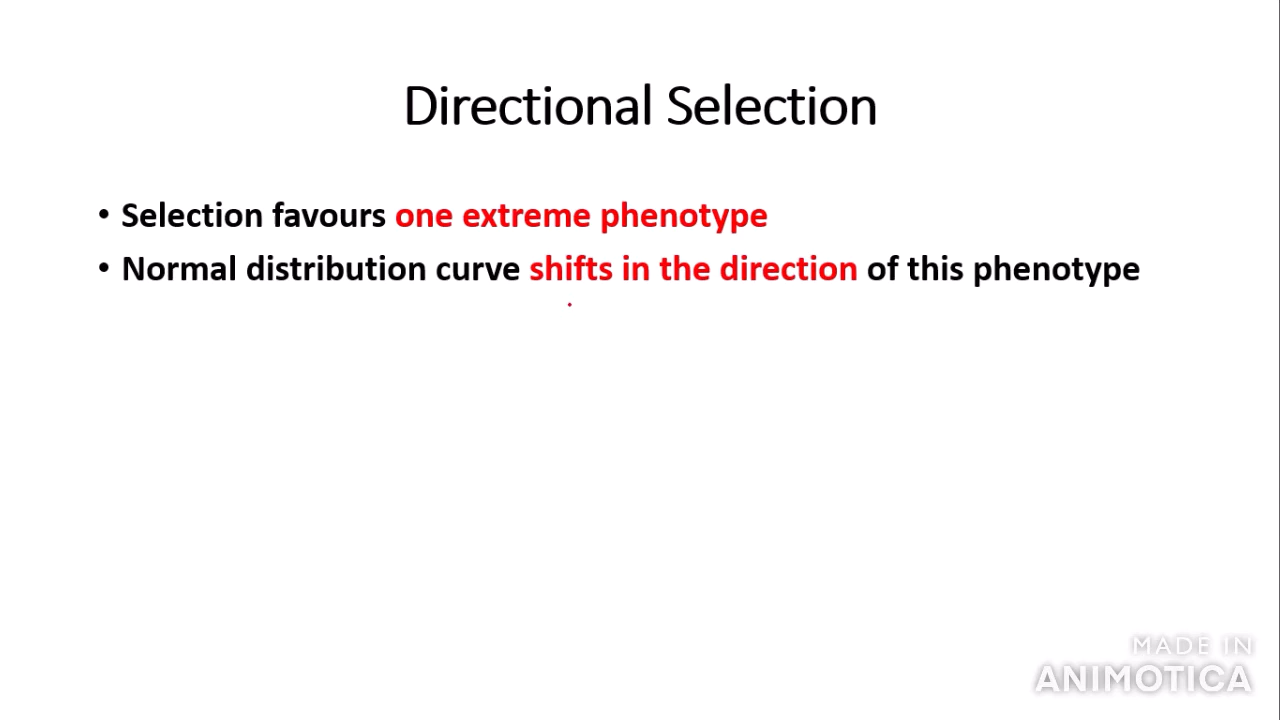 Directional Selection
• Selection favours one extreme phenotype
• Normal distribution curve shifts in the direction of this phenotype
MADE IN
ANIMOTICA